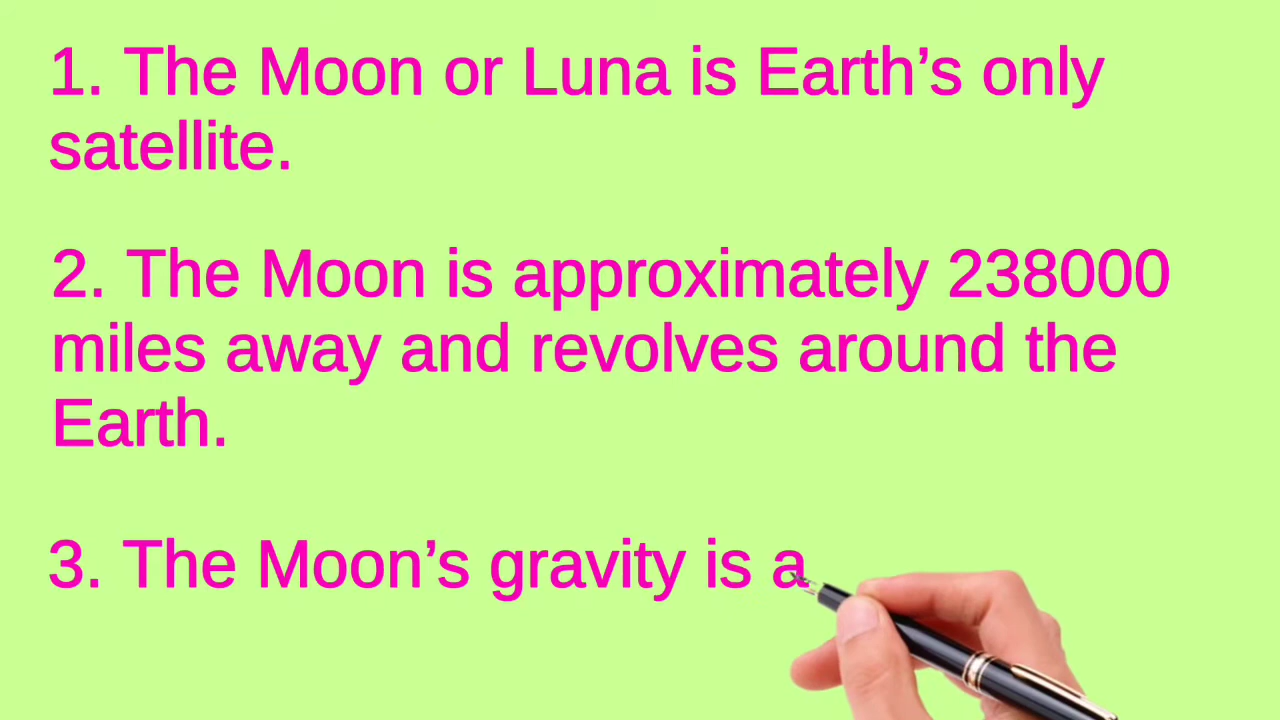 1. The Moon or Luna is Earth’s only
satellite.
2. The Moon is approximately 238000
miles away and revolves around the
Earth.
3. The Moon’s gravity is a